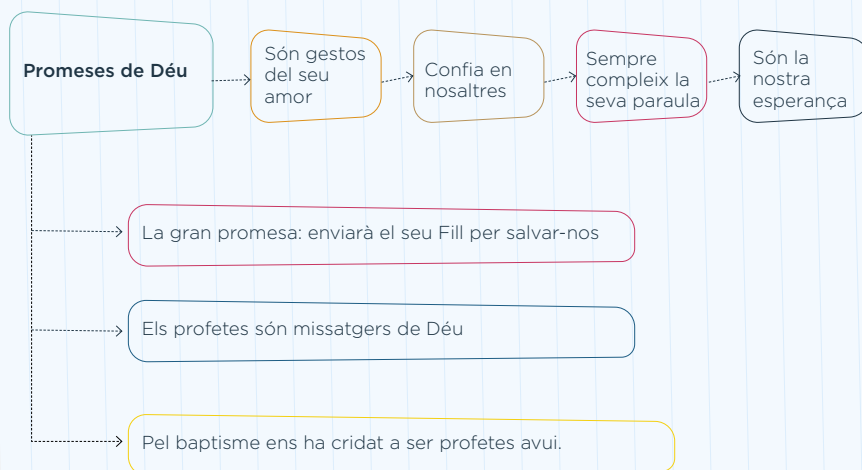 Promeses de Déu
Són gestos
del seu
amor
Confia en
nosaltres
Sempre
compleix la
seva paraula
Són la
nostra
esperança
La gran promesa: enviarà el seu Fill per salvar-nos
Els profetes són missatgers de Déu
Pel baptisme ens ha cridat a ser profetes avui.